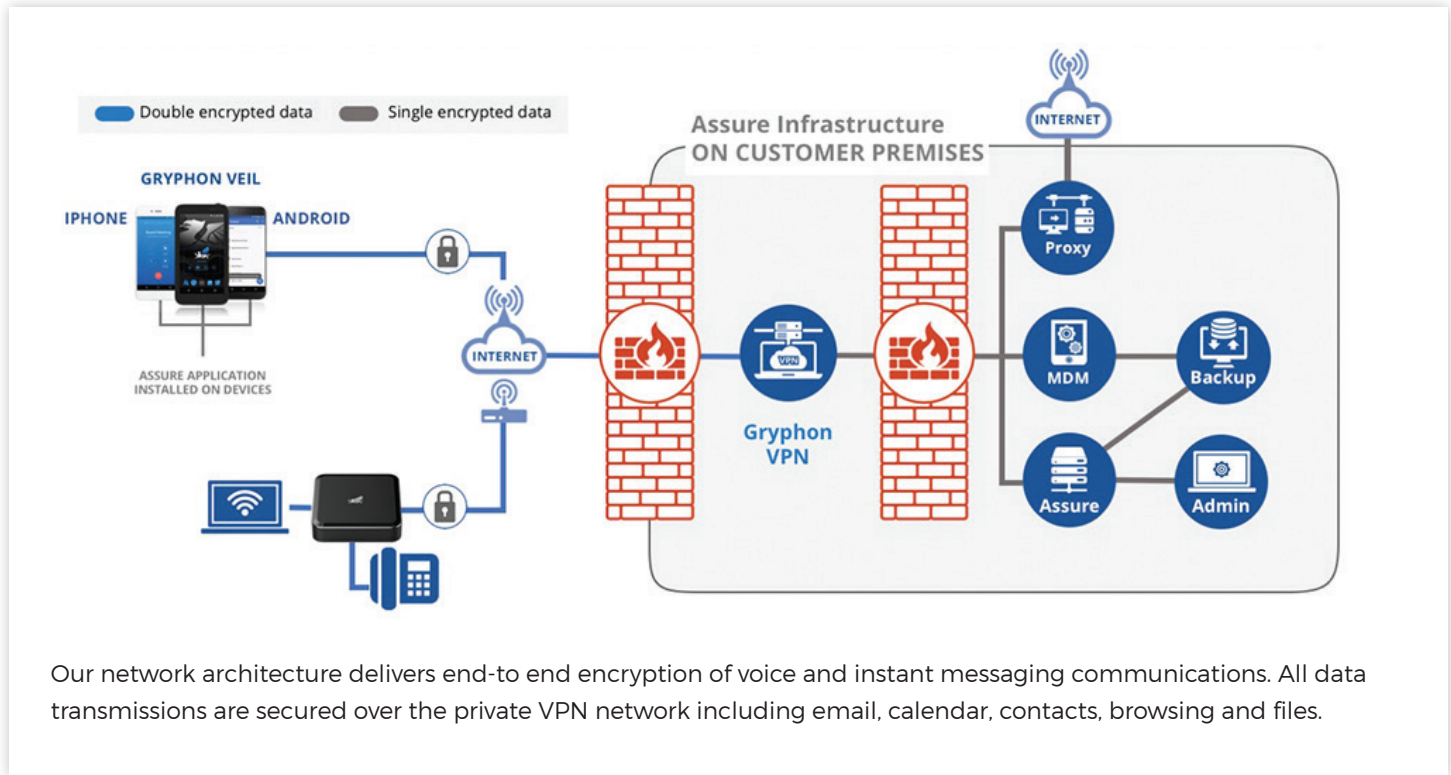 Double encrypted data
Single encrypted data
GRYPHON VEIL
IPHONE
ANDROID
ASSURE APPLICATION
INSTALLED ON DEVICES
INTERNET
Assure Infrastructure
ON CUSTOMER PREMISES
INTERNET
VPN
Gryphon
VPN
Proxy
MDM
Backup
Assure
Admin
Our network architecture delivers end-to end encryption of voice and instant messaging communications. All data
transmissions are secured over the private VPN network including email, calendar, contacts, browsing and files.